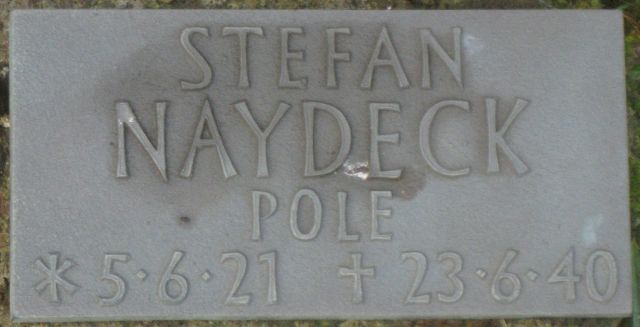 STEFAN
NAYDECK
POLE
* 5·6·21 † 23·6·40